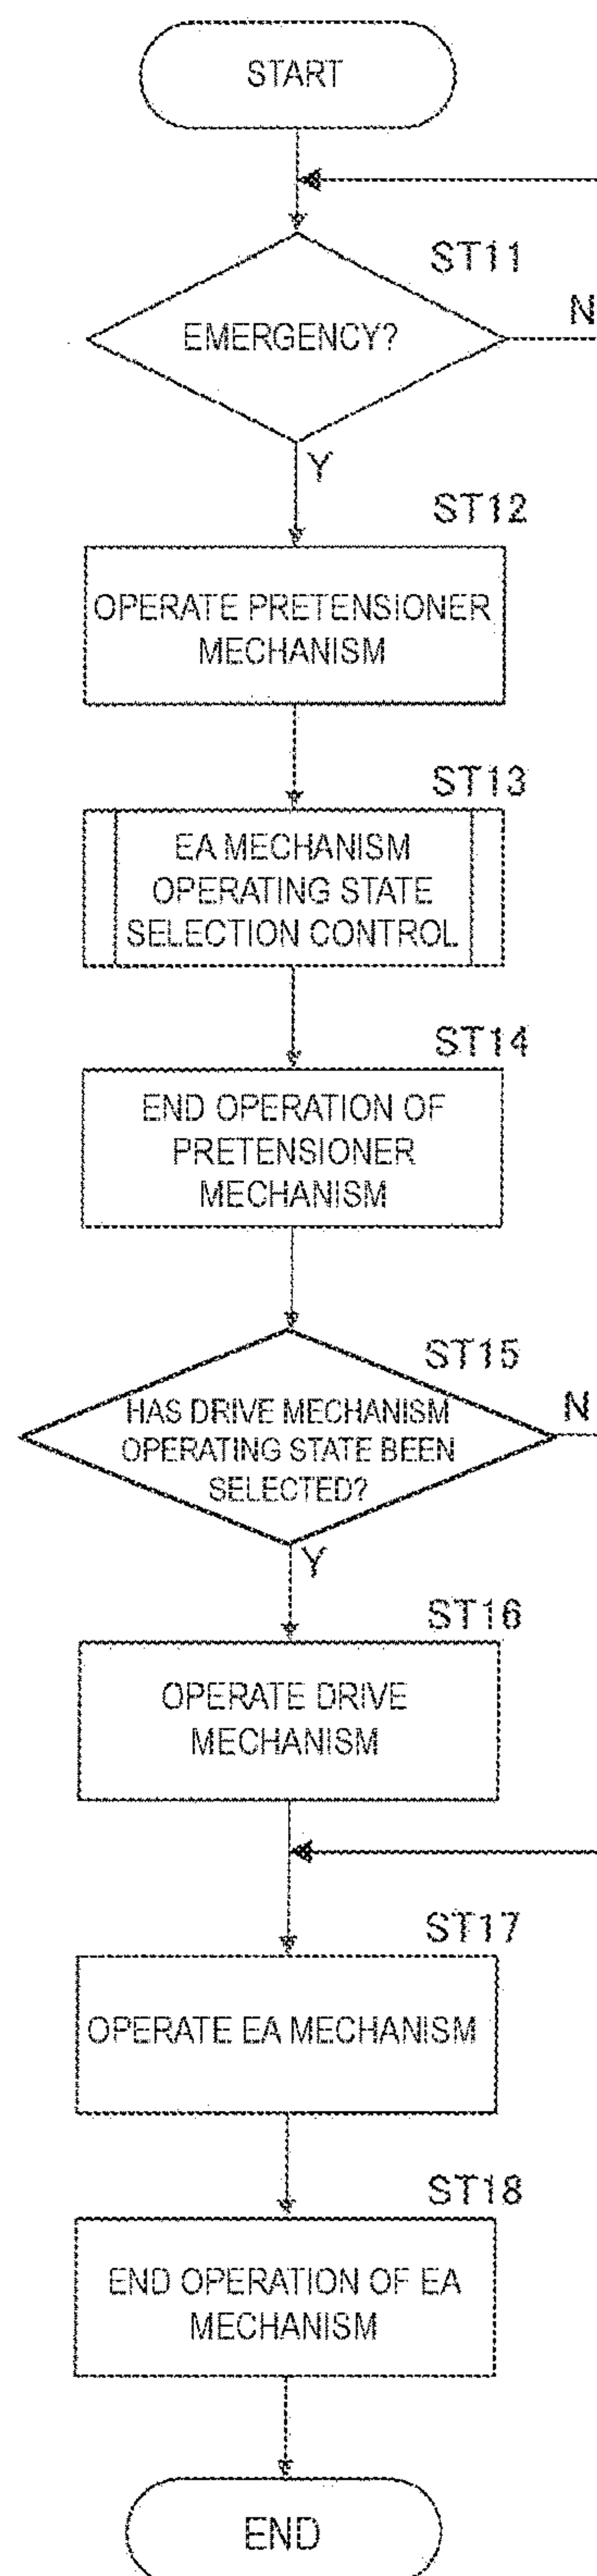 START
ST11
EMERGENCY?
N
Y
ST12
OPERATE PRETENSIONER
MECHANISM
ST13
EA MECHANISM
OPERATING STATE
SELECTION CONTROL
ST14
END OPERATION OF
PRETENSIONER
MECHANISM
ST15
HAS DRIVE MECHANISM
OPERATING STATE BEEN
SELECTED?
N
Y
ST16
OPERATE DRIVE
MECHANISM
ST17
OPERATE EA MECHANISM
ST18
END OPERATION OF EA
MECHANISM
END